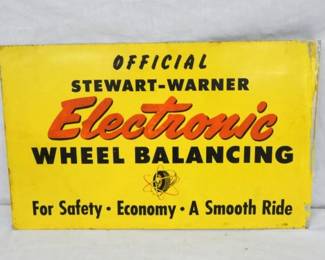 OFFICIAL
STEWART-WARNER
Electronic
WHEEL BALANCING
For Safety • Economy • A Smooth Ride